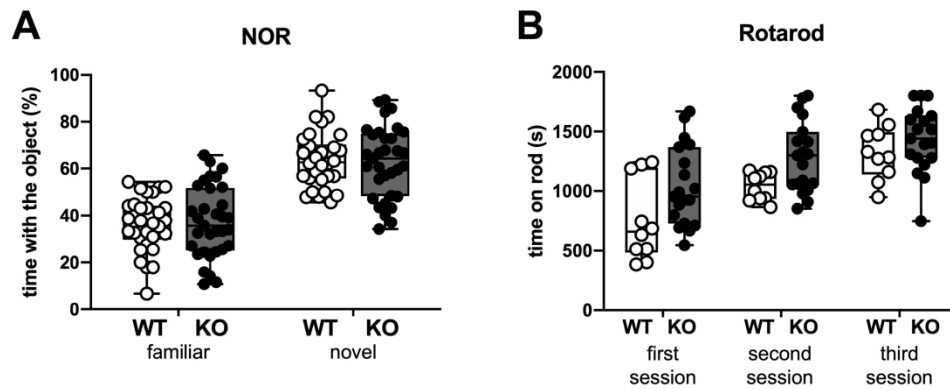 A
NOR
time with the object (%)
100
80
60
40
20
0
WT KO WT KO
familiar novel
B
Rotarod
time on rod (s)
2000
1500
1000
500
0
WT KO WT KO WT KO
first second third
session session session